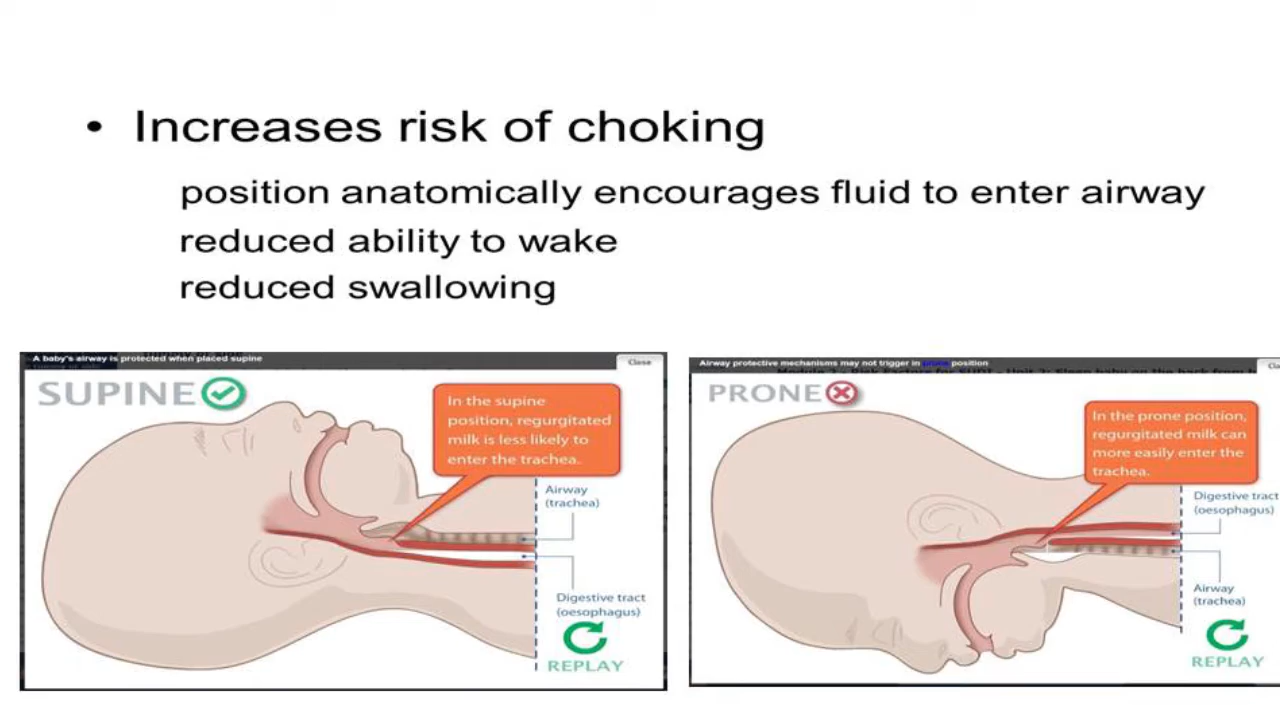 • Increases risk of choking
position anatomically encourages fluid to enter airway
reduced ability to wake
reduced swallowing
A baby's airway is protected when placed supine
Close
SUPINE
In the supine
position, regurgitated
milk is less likely to
enter the trachea.
Airway
(trachea)
Digestive tract
(oesophagus)
REPLAY
Airway protective mechanisms may not trigger in prone position
PRONE
In the prone position,
regurgitated milk can
more easily enter the
trachea.
Digestive tract
(oesophagus)
Airway
(trachea)
REPLAY